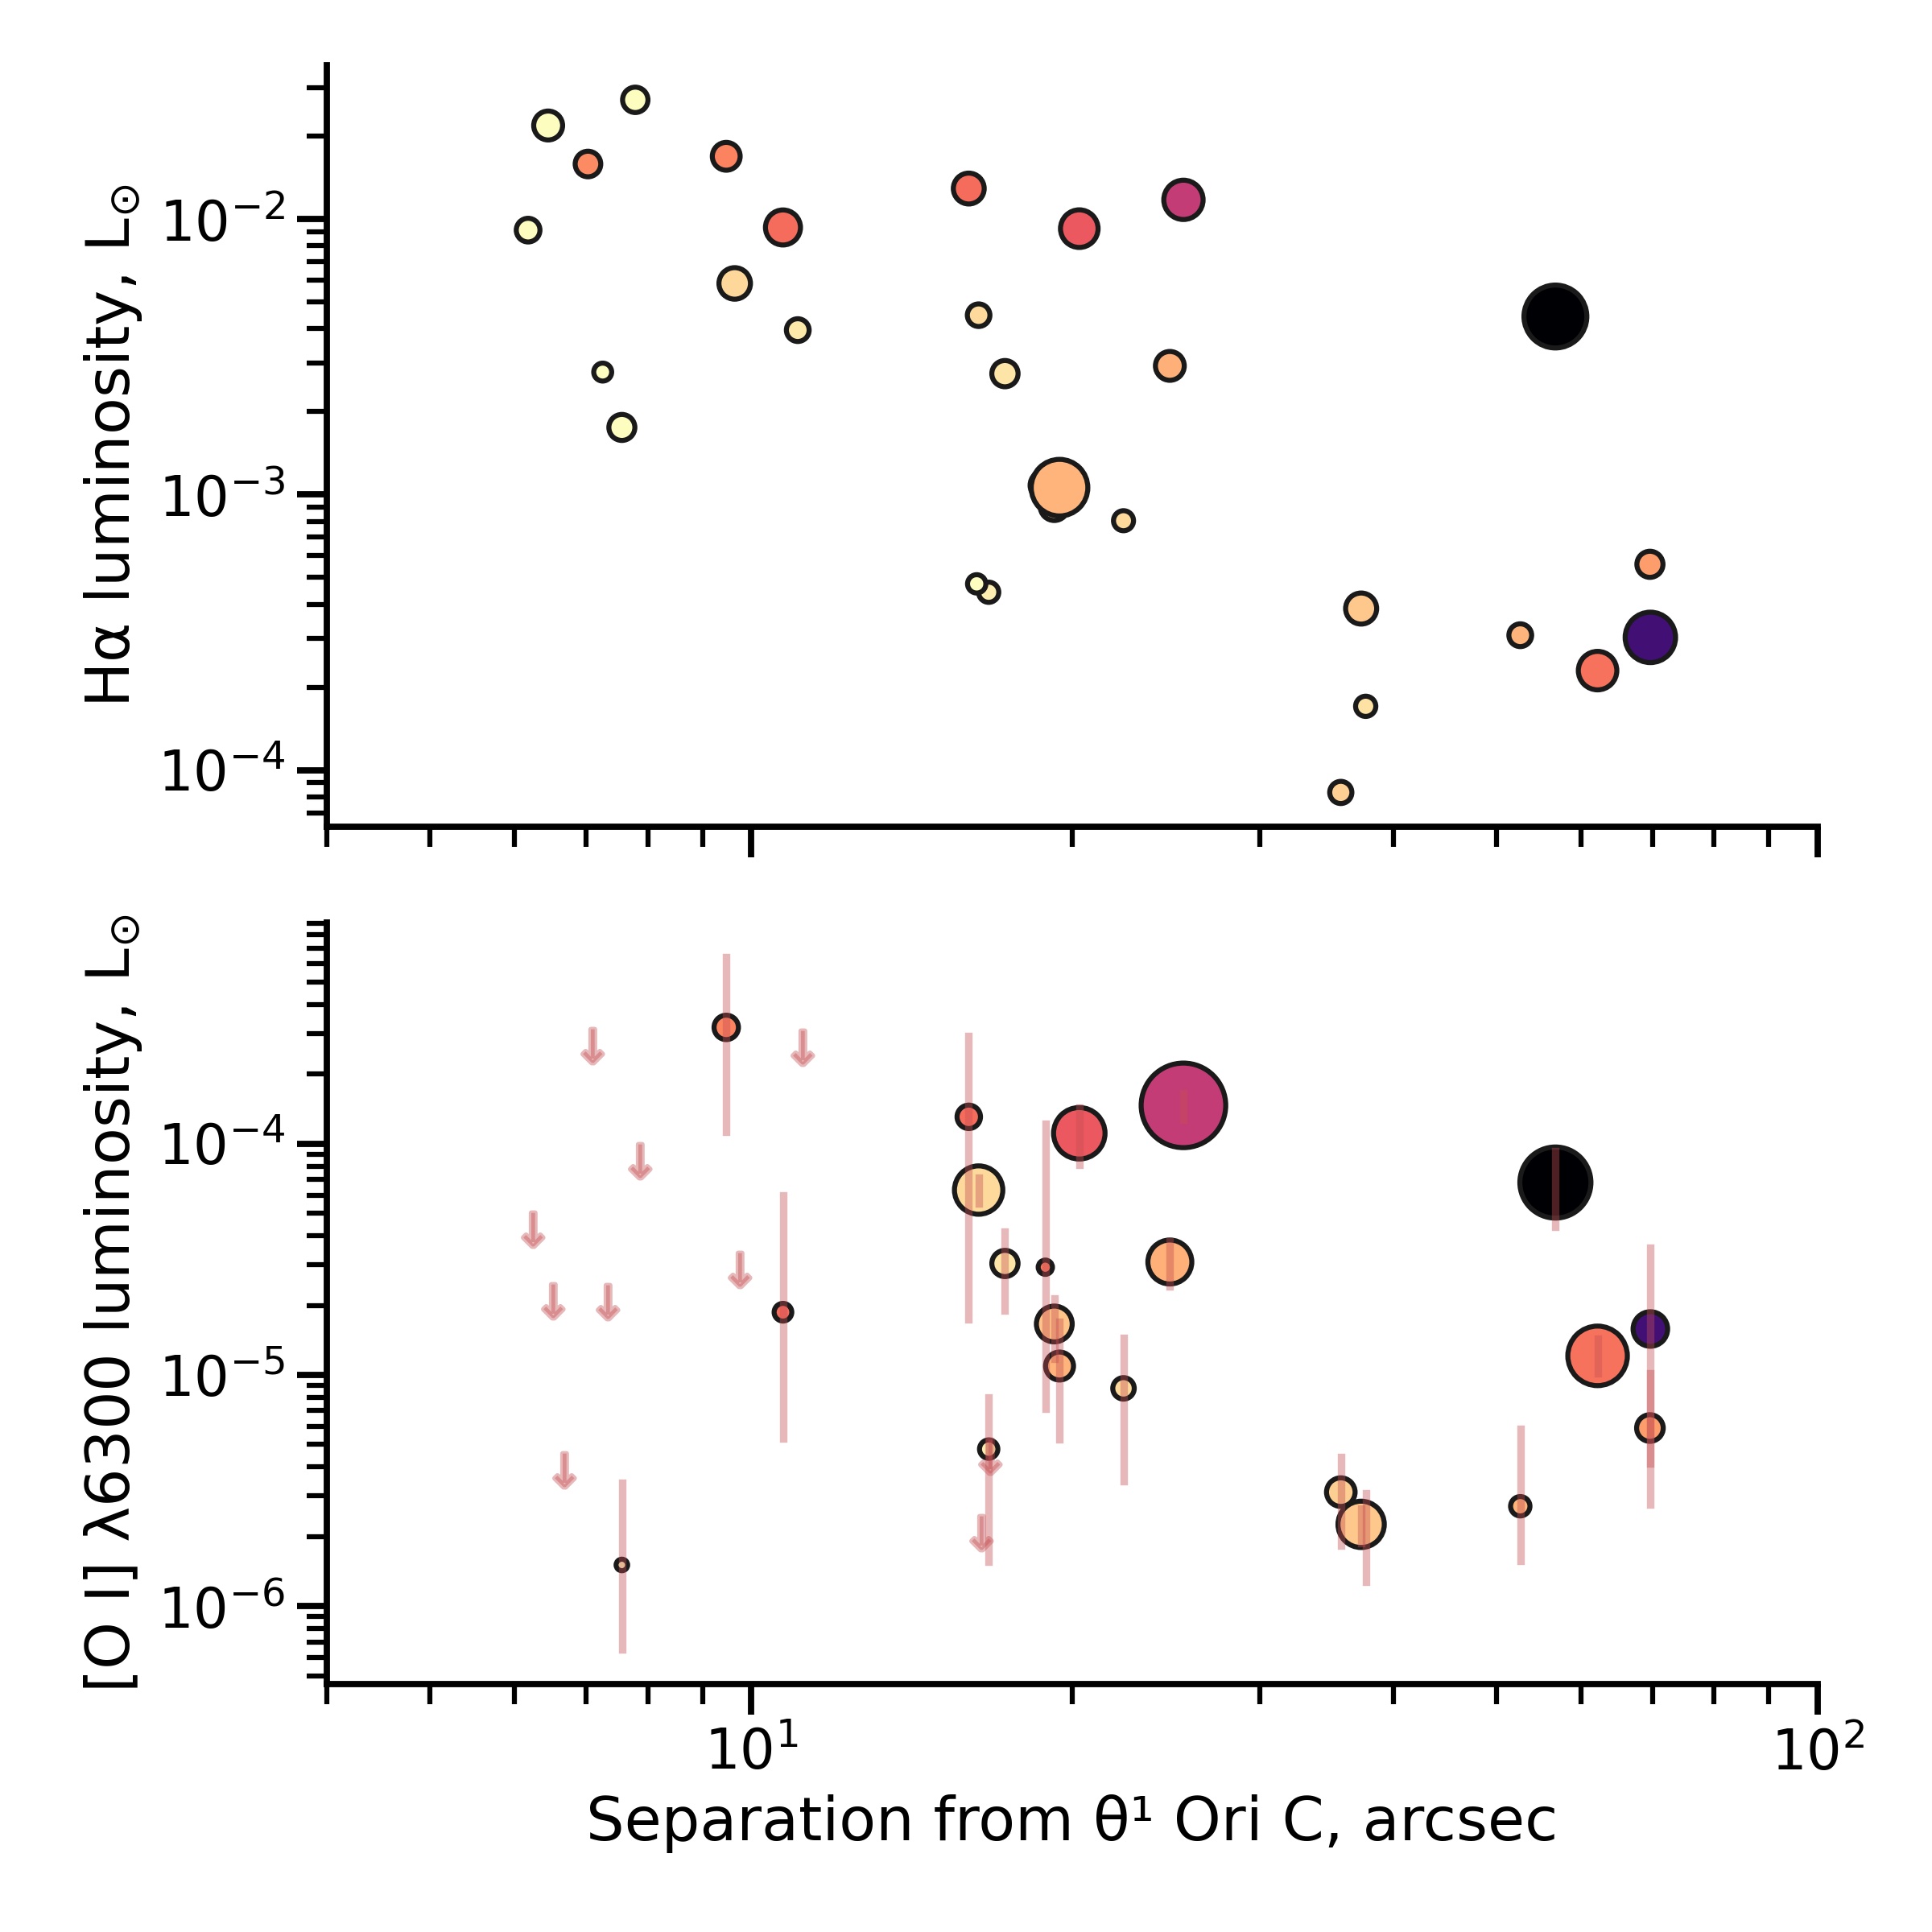 Hα luminosity, L☉
10⁻²
10⁻³
10⁻⁴
[O I] λ6300 luminosity, L☉
10⁻⁴
10⁻⁵
10⁻⁶
10¹
10²
Separation from θ¹ Ori C, arcsec